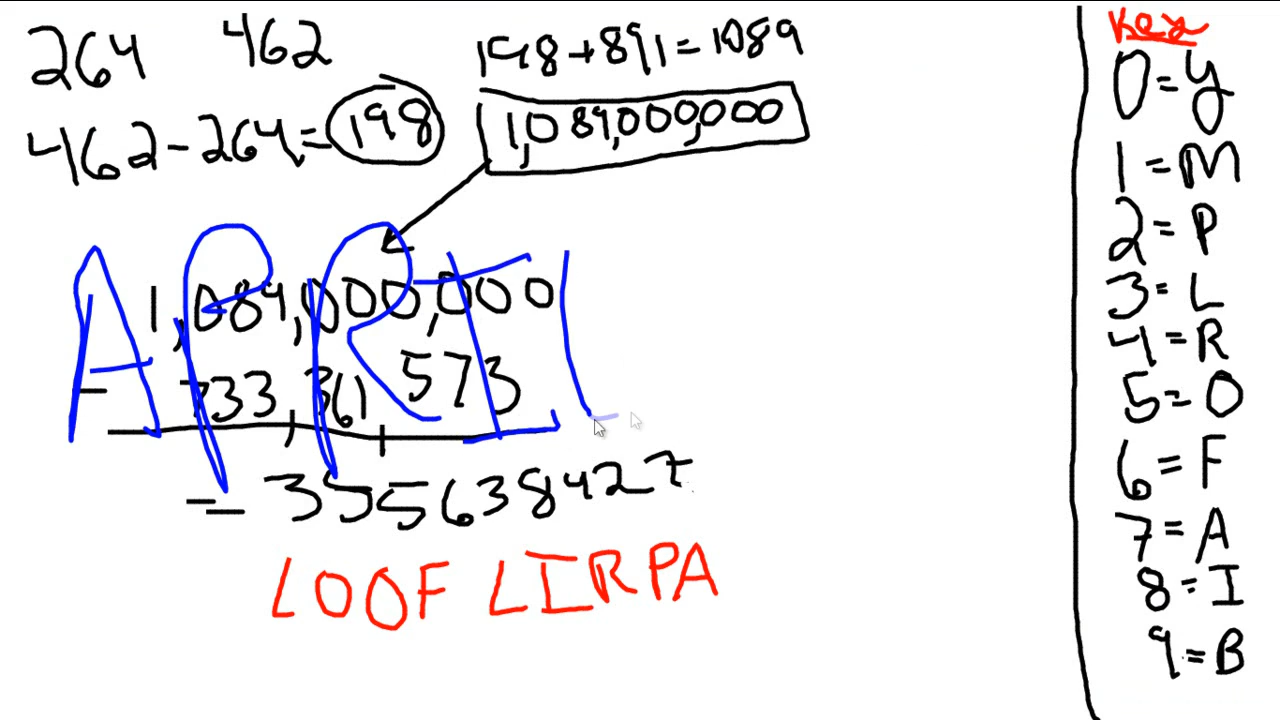 264 462
198+891=1089
462-264=198
1,089,000,000
APRIL
1,089,000,000
- 733,361,573
= 355638427
LOOF LIRPA
Key
0=Y
1=M
2=P
3=L
4=R
5=O
6=F
7=A
8=I
9=B